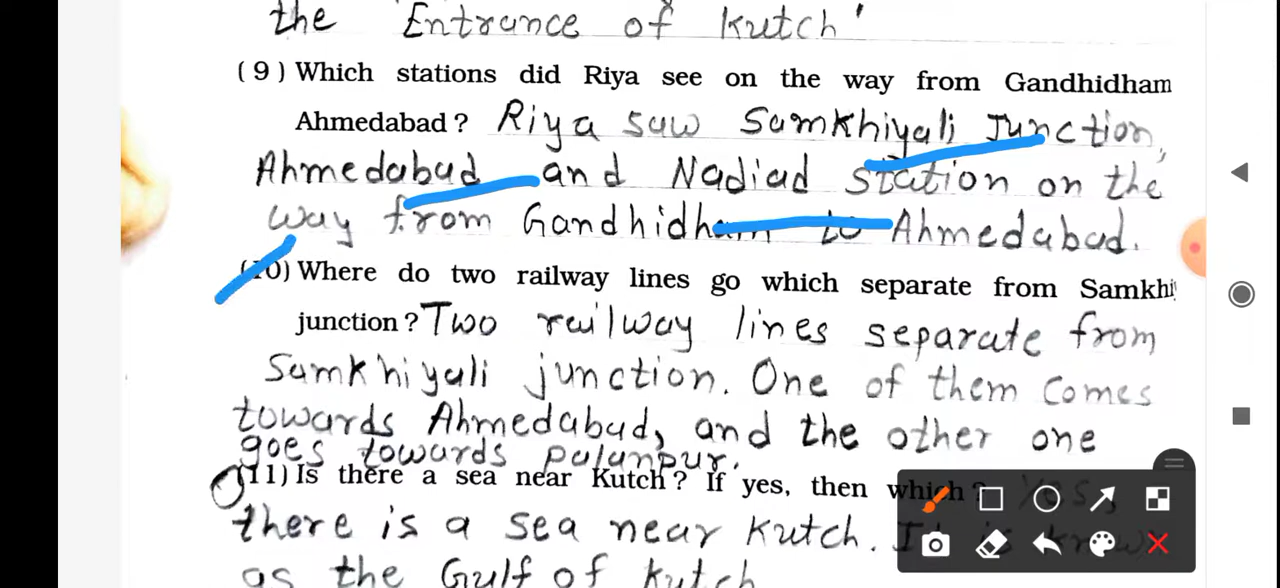 the 'Entrance of Kutch'
(9) Which stations did Riya see on the way from Gandhidham
Ahmedabad? Riya saw Samkhiyali Junction,
Ahmedabad and Nadiad Station on the
way from Gandhidham to Ahmedabad.
(10) Where do two railway lines go which separate from Samkhi
junction? Two railway lines separate from
Samkhiyali junction. One of them comes
towards Ahmedabad, and the other one
goes towards palanpur.
(11) Is there a sea near Kutch? If yes, then which? Yes,
there is a sea near Kutch. It is know
as the Gulf of Kutch